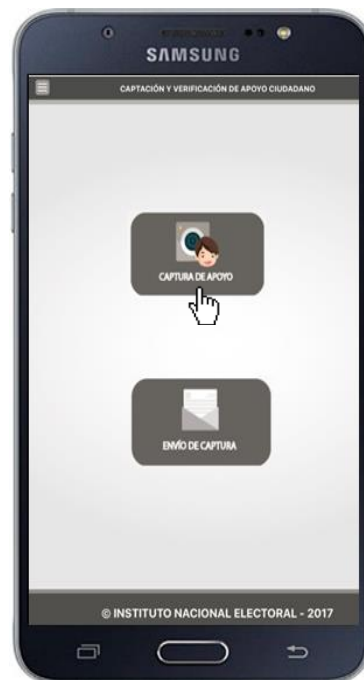 SAMSUNG
CAPTACIÓN Y VERIFICACIÓN DE APOYO CIUDADANO
CAPTURA DE APOYO
ENVÍO DE CAPTURA
© INSTITUTO NACIONAL ELECTORAL - 2017